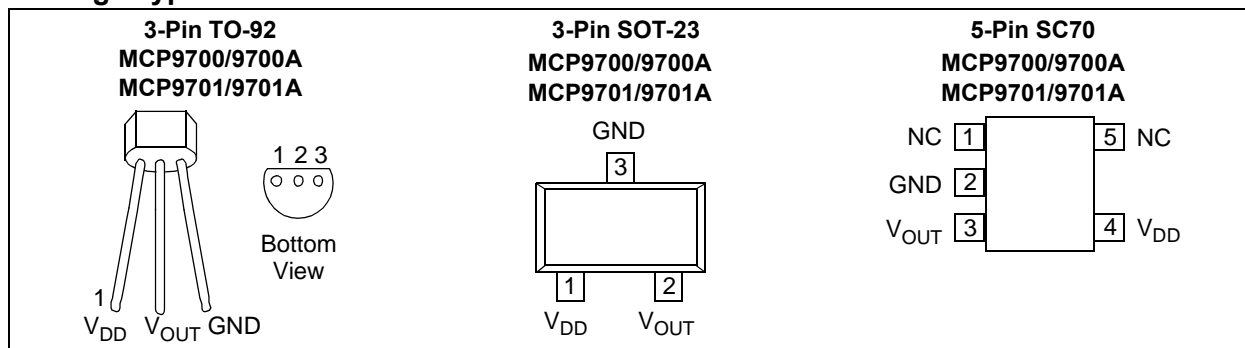 3-Pin TO-92
MCP9700/9700A
MCP9701/9701A
1 2 3
Bottom
View
1
VDD VOUT GND
3-Pin SOT-23
MCP9700/9700A
MCP9701/9701A
GND
3
1 2
VDD VOUT
5-Pin SC70
MCP9700/9700A
MCP9701/9701A
NC 1 5 NC
GND 2
VOUT 3 4 VDD